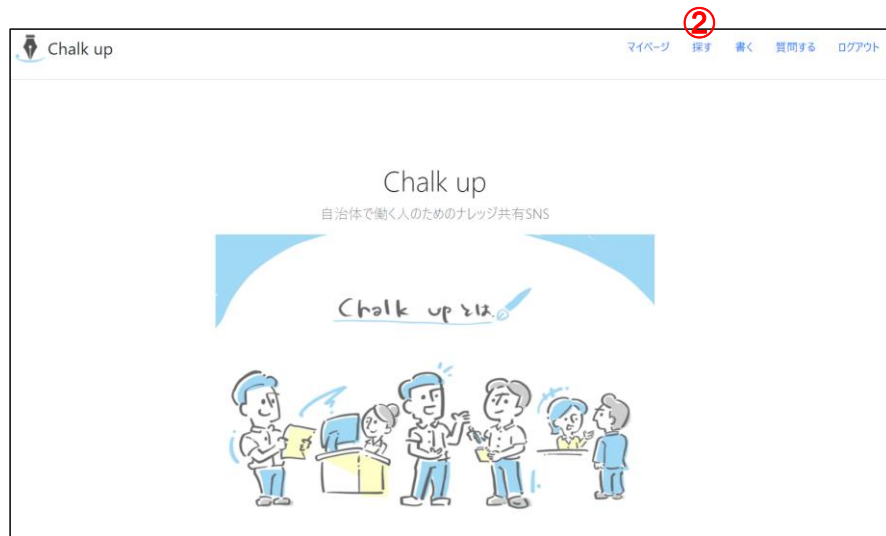 ②
Chalk up
マイページ 探す 書く 質問する ログアウト
Chalk up
自治体で働く人のためのナレッジ共有SNS
Chalk upとは